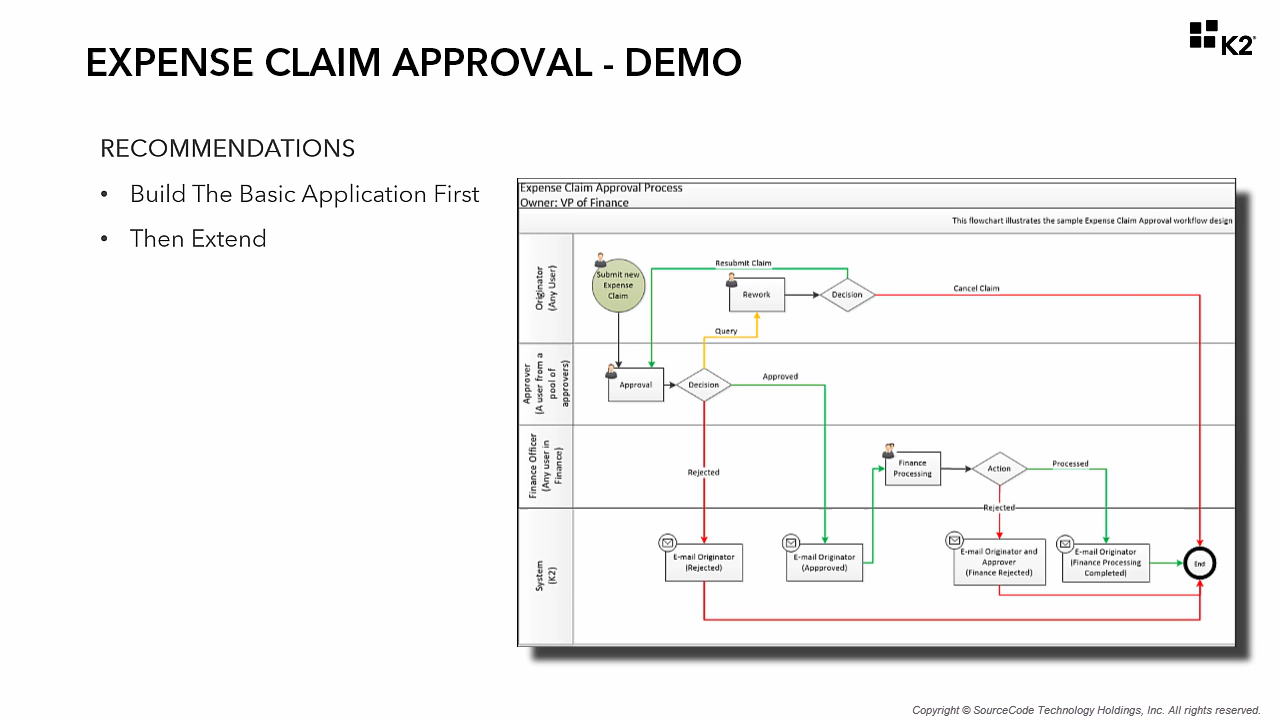 EXPENSE CLAIM APPROVAL - DEMO
K2
RECOMMENDATIONS
• Build The Basic Application First
• Then Extend
Expense Claim Approval Process
Owner: VP of Finance
This flowchart illustrates the sample Expense Claim Approval workflow design
Originator
(Any User)
Submit new
Expense
Claim
Resubmit Claim
Rework
Decision
Cancel Claim
Query
Approver
(A user from a
pool of
approvers)
Approval
Decision
Approved
Finance Officer
(Any user in
Finance)
Rejected
Finance
Processing
Action
Processed
Rejected
System
(K2)
E-mail Originator
(Rejected)
E-mail Originator
(Appproved)
E-mail Originator and
Approver
(Finance Rejected)
E-mail Originator
(Finance Processing
Completed)
End
Copyright © SourceCode Technology Holdings, Inc. All rights reserved.